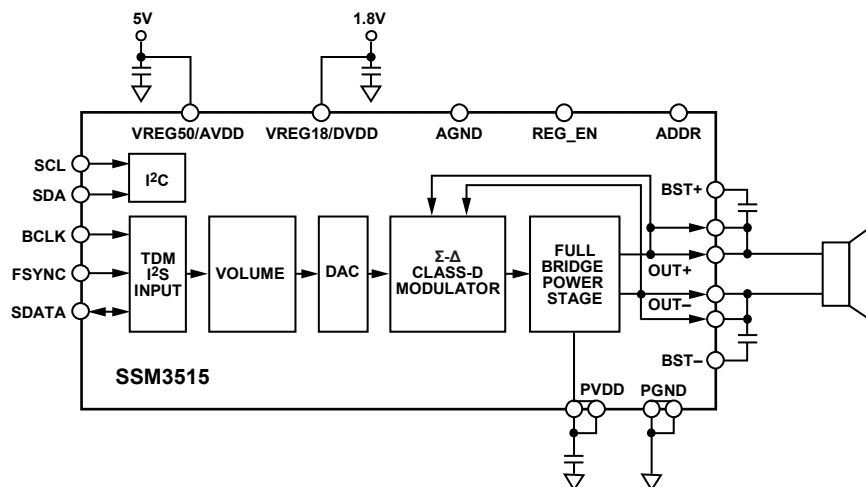 5V
1.8V
VREG50/AVDD
VREG18/DVDD
AGND
REG_EN
ADDR
SCL
SDA
I²C
BST+
BCLK
FSYNC
SDATA
TDM
I²S
INPUT
VOLUME
DAC
Σ-Δ
CLASS-D
MODULATOR
FULL
BRIDGE
POWER
STAGE
OUT+
OUT–
BST–
SSM3515
PVDD
PGND